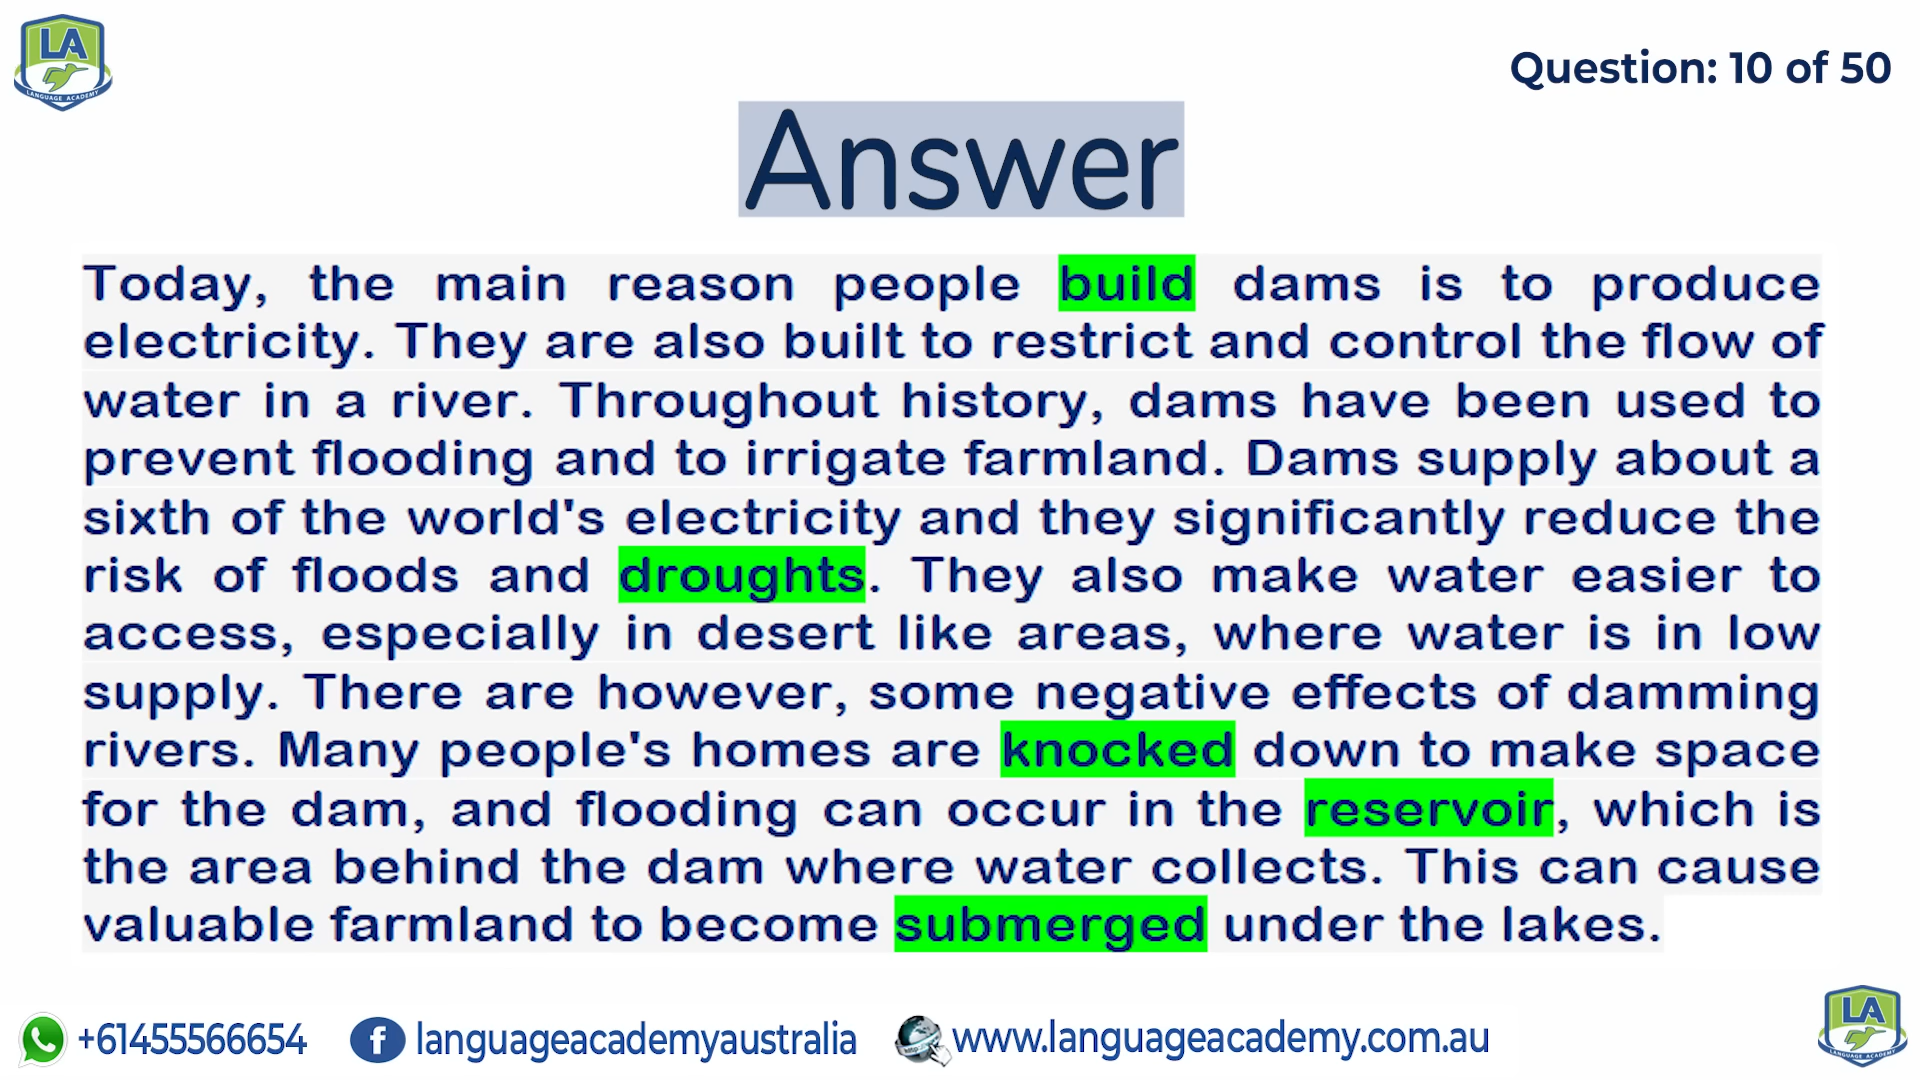 LA
LANGUAGE ACADEMY
Question: 10 of 50
Answer
Today, the main reason people build dams is to produce
electricity. They are also built to restrict and control the flow of
water in a river. Throughout history, dams have been used to
prevent flooding and to irrigate farmland. Dams supply about a
sixth of the world's electricity and they significantly reduce the
risk of floods and droughts. They also make water easier to
access, especially in desert like areas, where water is in low
supply. There are however, some negative effects of damming
rivers. Many people's homes are knocked down to make space
for the dam, and flooding can occur in the reservoir, which is
the area behind the dam where water collects. This can cause
valuable farmland to become submerged under the lakes.
+61455566654 languageacademyaustralia www.languageacademy.com.au
LA
LANGUAGE ACADEMY